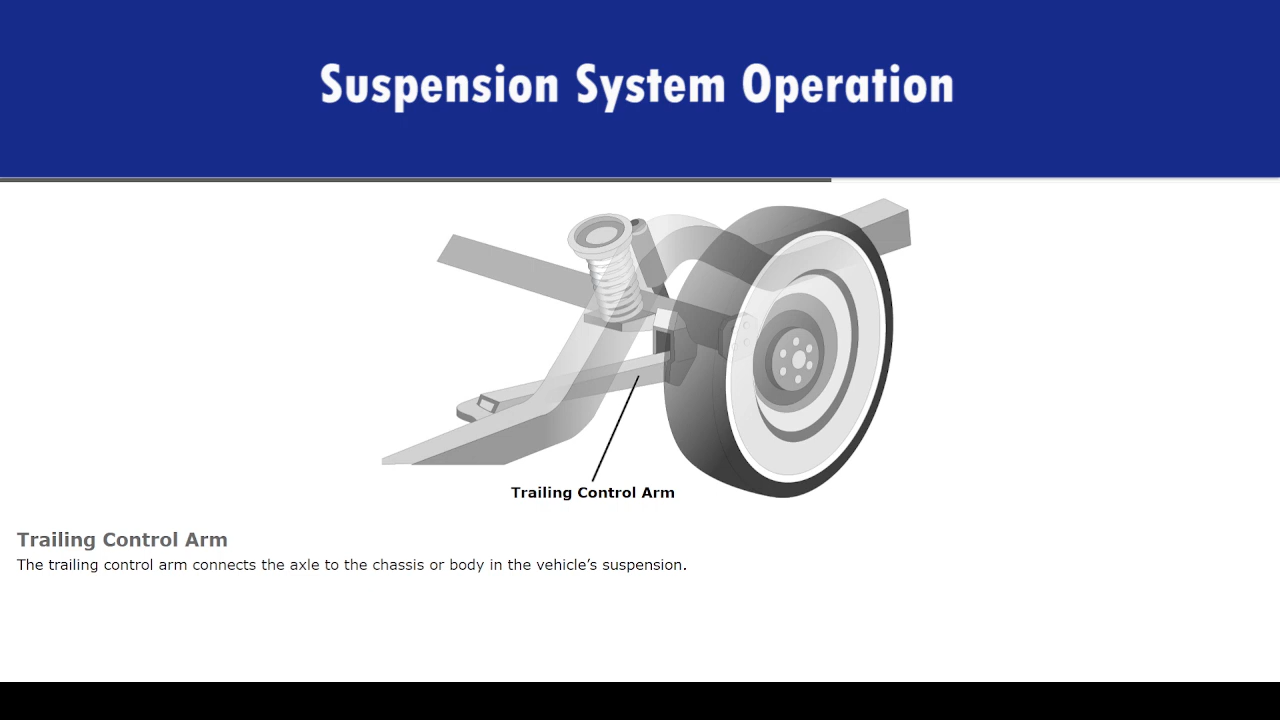 Suspension System Operation
Trailing Control Arm
Trailing Control Arm
The trailing control arm connects the axle to the chassis or body in the vehicle’s suspension.